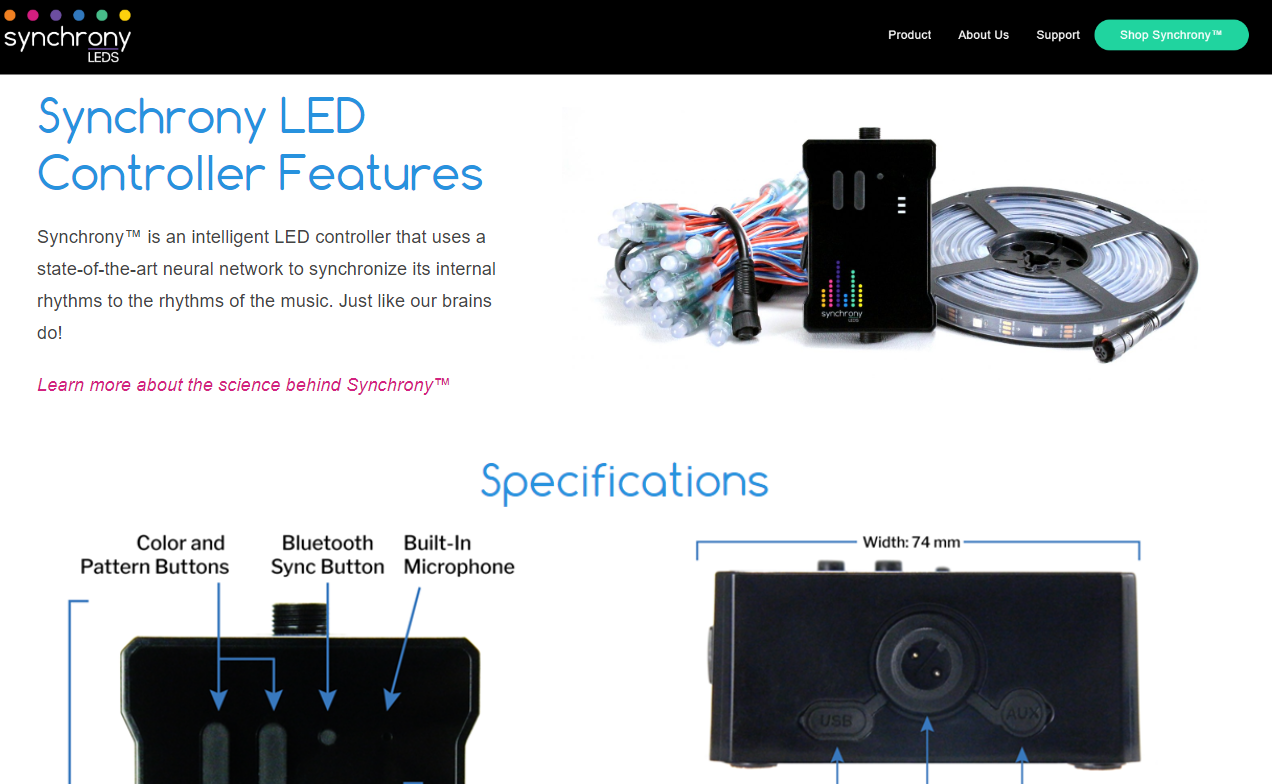 synchrony
LEDS
Product
About Us
Support
Shop Synchrony™
Synchrony LED
Controller Features
Synchrony™ is an intelligent LED controller that uses a
state-of-the-art neural network to synchronize its internal
rhythms to the rhythms of the music. Just like our brains
do!
Learn more about the science behind Synchrony™
synchrony
LEDS
Specifications
Color and
Pattern Buttons
Bluetooth
Sync Button
Built-In
Microphone
Width: 74 mm
USB
AUX